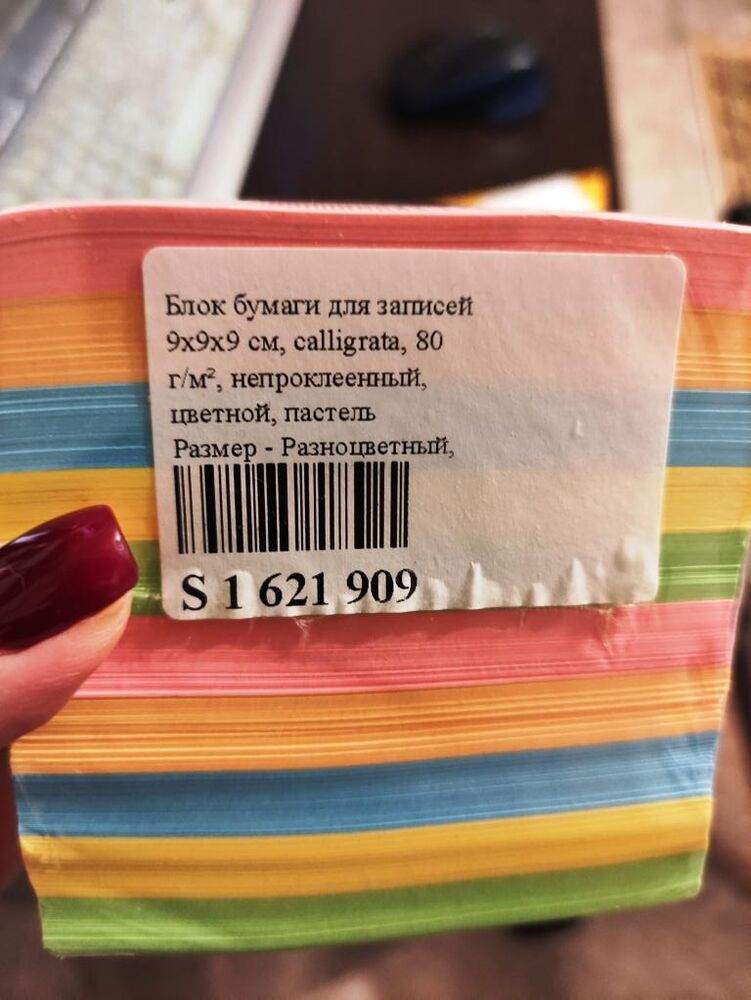 Блок бумаги для записей
9х9х9 см, calligrata, 80
г/м², непроклеенный,
цветной, пастель
Размер - Разноцветный,
S 1 621 909